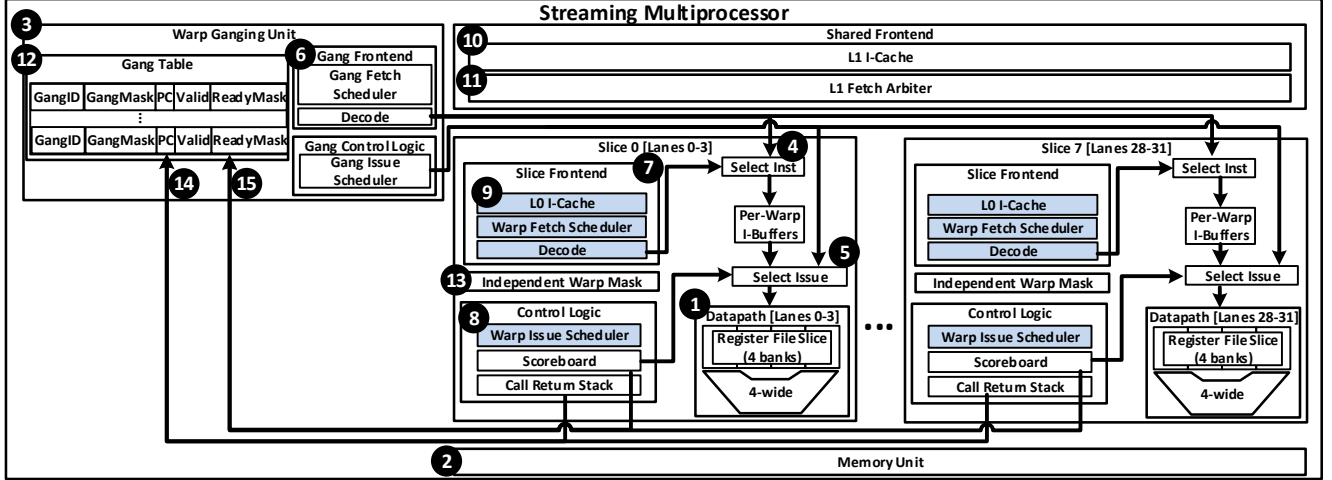 Streaming Multiprocessor
3
Warp Ganging Unit
12
Gang Table
GangID GangMask PC Valid ReadyMask
⋮
GangID GangMask PC Valid ReadyMask
6
Gang Frontend
Gang Fetch
Scheduler
Decode
Gang Control Logic
Gang Issue
Scheduler
14
15
10
Shared Frontend
L1 I-Cache
11
L1 Fetch Arbiter
Slice 0 [Lanes 0-3]
4
7
Slice Frontend
9
L0 I-Cache
Warp Fetch Scheduler
Decode
Select Inst
Per-Warp
I-Buffers
5
Select Issue
13
Independent Warp Mask
8
Control Logic
Warp Issue Scheduler
Scoreboard
Call Return Stack
1
Datapath [Lanes 0-3]
Register File Slice
(4 banks)
4-wide
...
Slice 7 [Lanes 28-31]
Slice Frontend
L0 I-Cache
Warp Fetch Scheduler
Decode
Select Inst
Per-Warp
I-Buffers
Select Issue
Independent Warp Mask
Control Logic
Warp Issue Scheduler
Scoreboard
Call Return Stack
Datapath [Lanes 28-31]
Register File Slice
(4 banks)
4-wide
2
Memory Unit